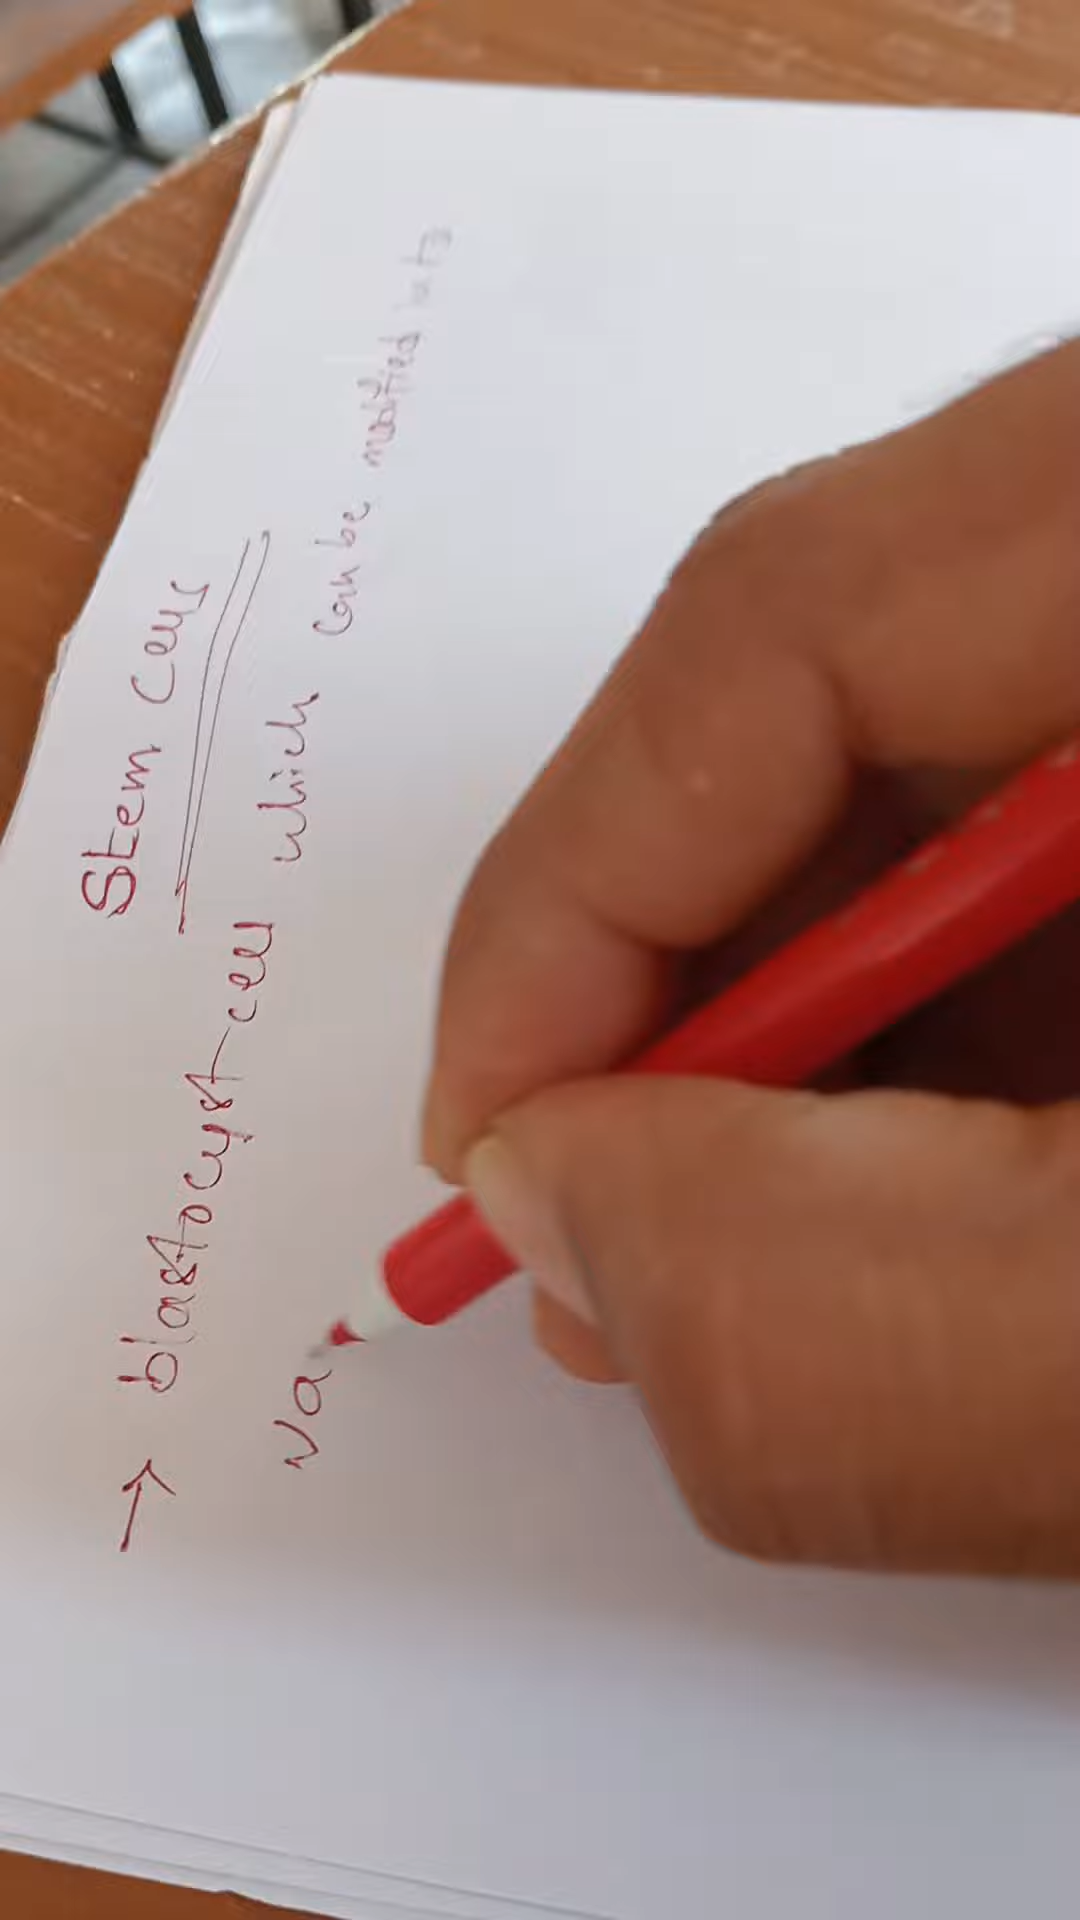 Stem cells
→ blastocyst cell which can be modified into
va